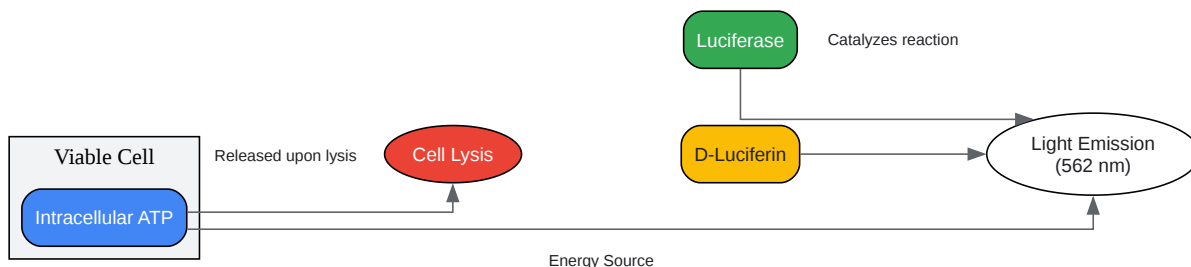 Luciferase
Catalyzes reaction
Viable Cell
Released upon lysis
Cell Lysis
D-Luciferin
Light Emission
(562 nm)
Intracellular ATP
Energy Source